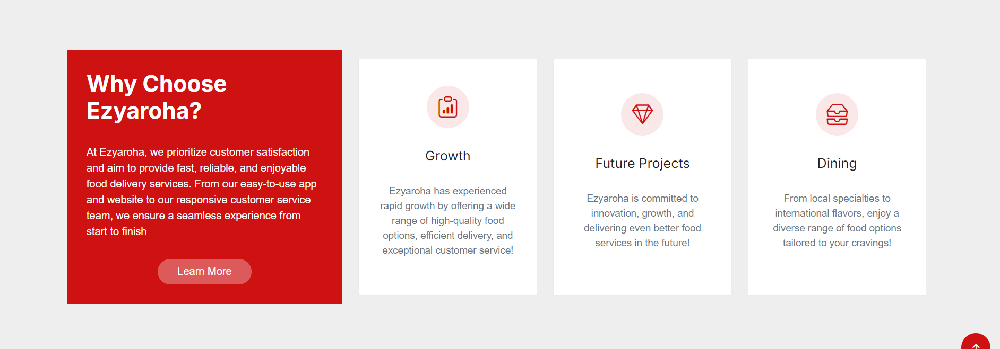 Why Choose
Ezyaroha?
At Ezyaroha, we prioritize customer satisfaction
and aim to provide fast, reliable, and enjoyable
food delivery services. From our easy-to-use app
and website to our responsive customer service
team, we ensure a seamless experience from
start to finish
Learn More
Growth
Ezyaroha has experienced
rapid growth by offering a wide
range of high-quality food
options, efficient delivery, and
exceptional customer service!
Future Projects
Ezyaroha is committed to
innovation, growth, and
delivering even better food
services in the future!
Dining
From local specialties to
international flavors, enjoy a
diverse range of food options
tailored to your cravings!